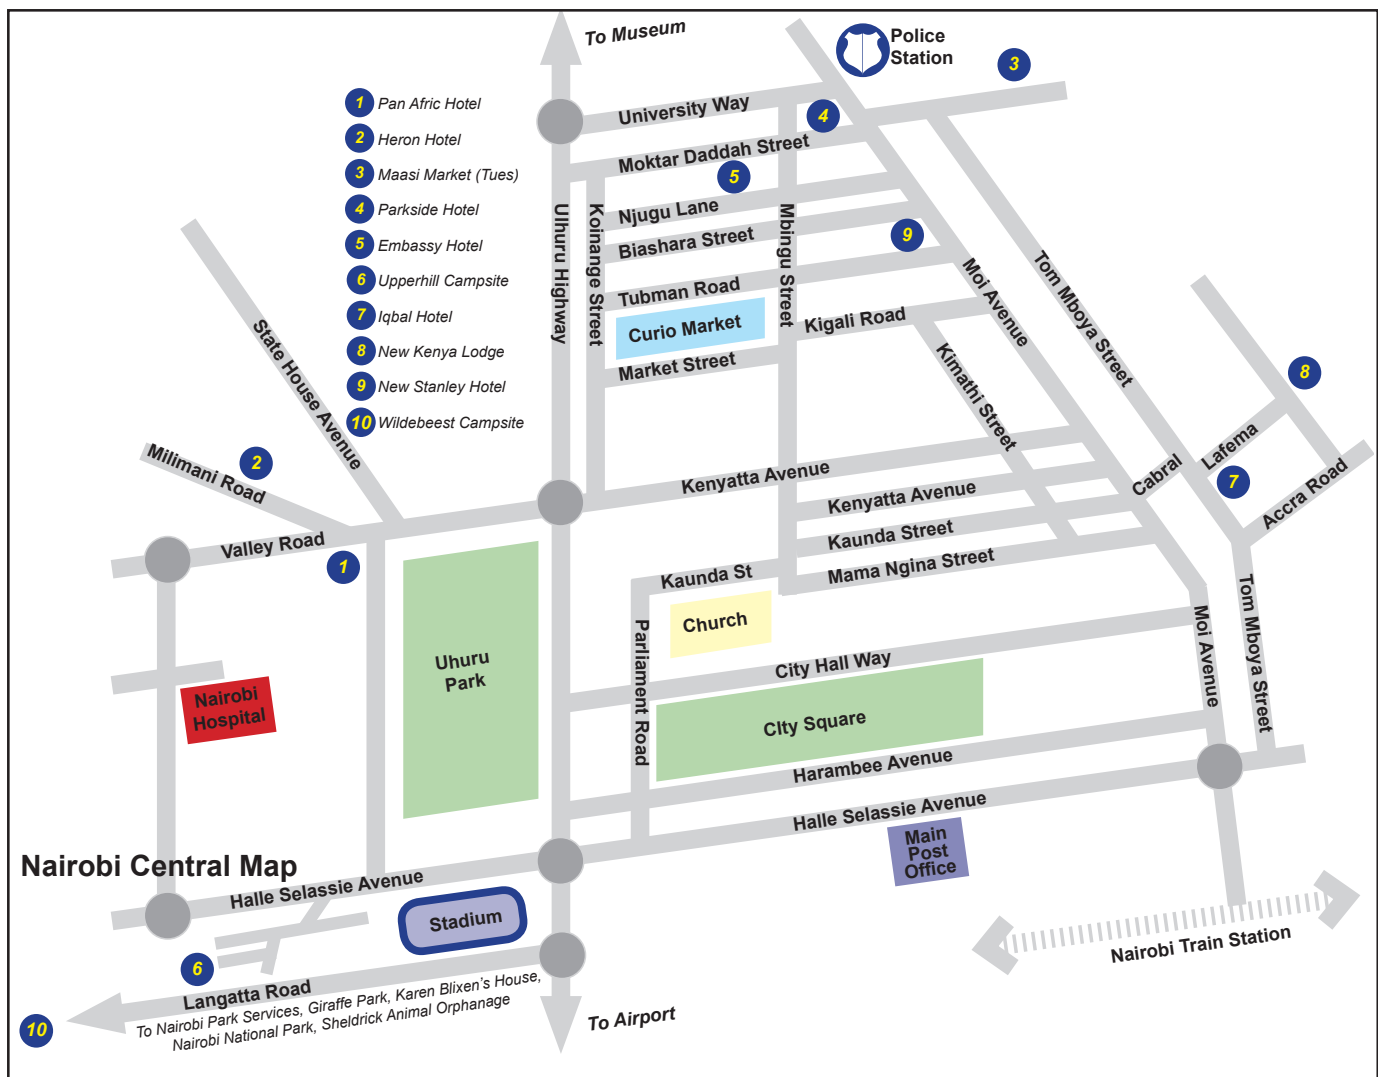 To Museum
Police
Station
3
1 Pan Afric Hotel
2 Heron Hotel
3 Maasi Market (Tues)
4 Parkside Hotel
5 Embassy Hotel
6 Upperhill Campsite
7 Iqbal Hotel
8 New Kenya Lodge
9 New Stanley Hotel
10 Wildebeest Campsite
University Way
4
Moktar Daddah Street
5
Njugu Lane
Biashara Street
9
Tubman Road
Curio Market
Kigali Road
Market Street
Ulhuru Highway
Koinange Street
Mbingu Street
Moi Avenue
Tom Mboya Street
Kimathi Street
State House Avenue
8
Milimani Road
2
Lafema
Cabral
7
Accra Road
Kenyatta Avenue
Kenyatta Avenue
Kaunda Street
Mama Ngina Street
Valley Road
1
Kaunda St
Church
Uhuru
Park
Parliament Road
City Hall Way
Moi Avenue
Tom Mboya Street
Nairobi
Hospital
CIty Square
Harambee Avenue
Halle Selassie Avenue
Main
Post
Office
Nairobi Central Map
Halle Selassie Avenue
Stadium
6
Nairobi Train Station
Langatta Road
10
To Nairobi Park Services, Giraffe Park, Karen Blixen's House,
Nairobi National Park, Sheldrick Animal Orphanage
To Airport